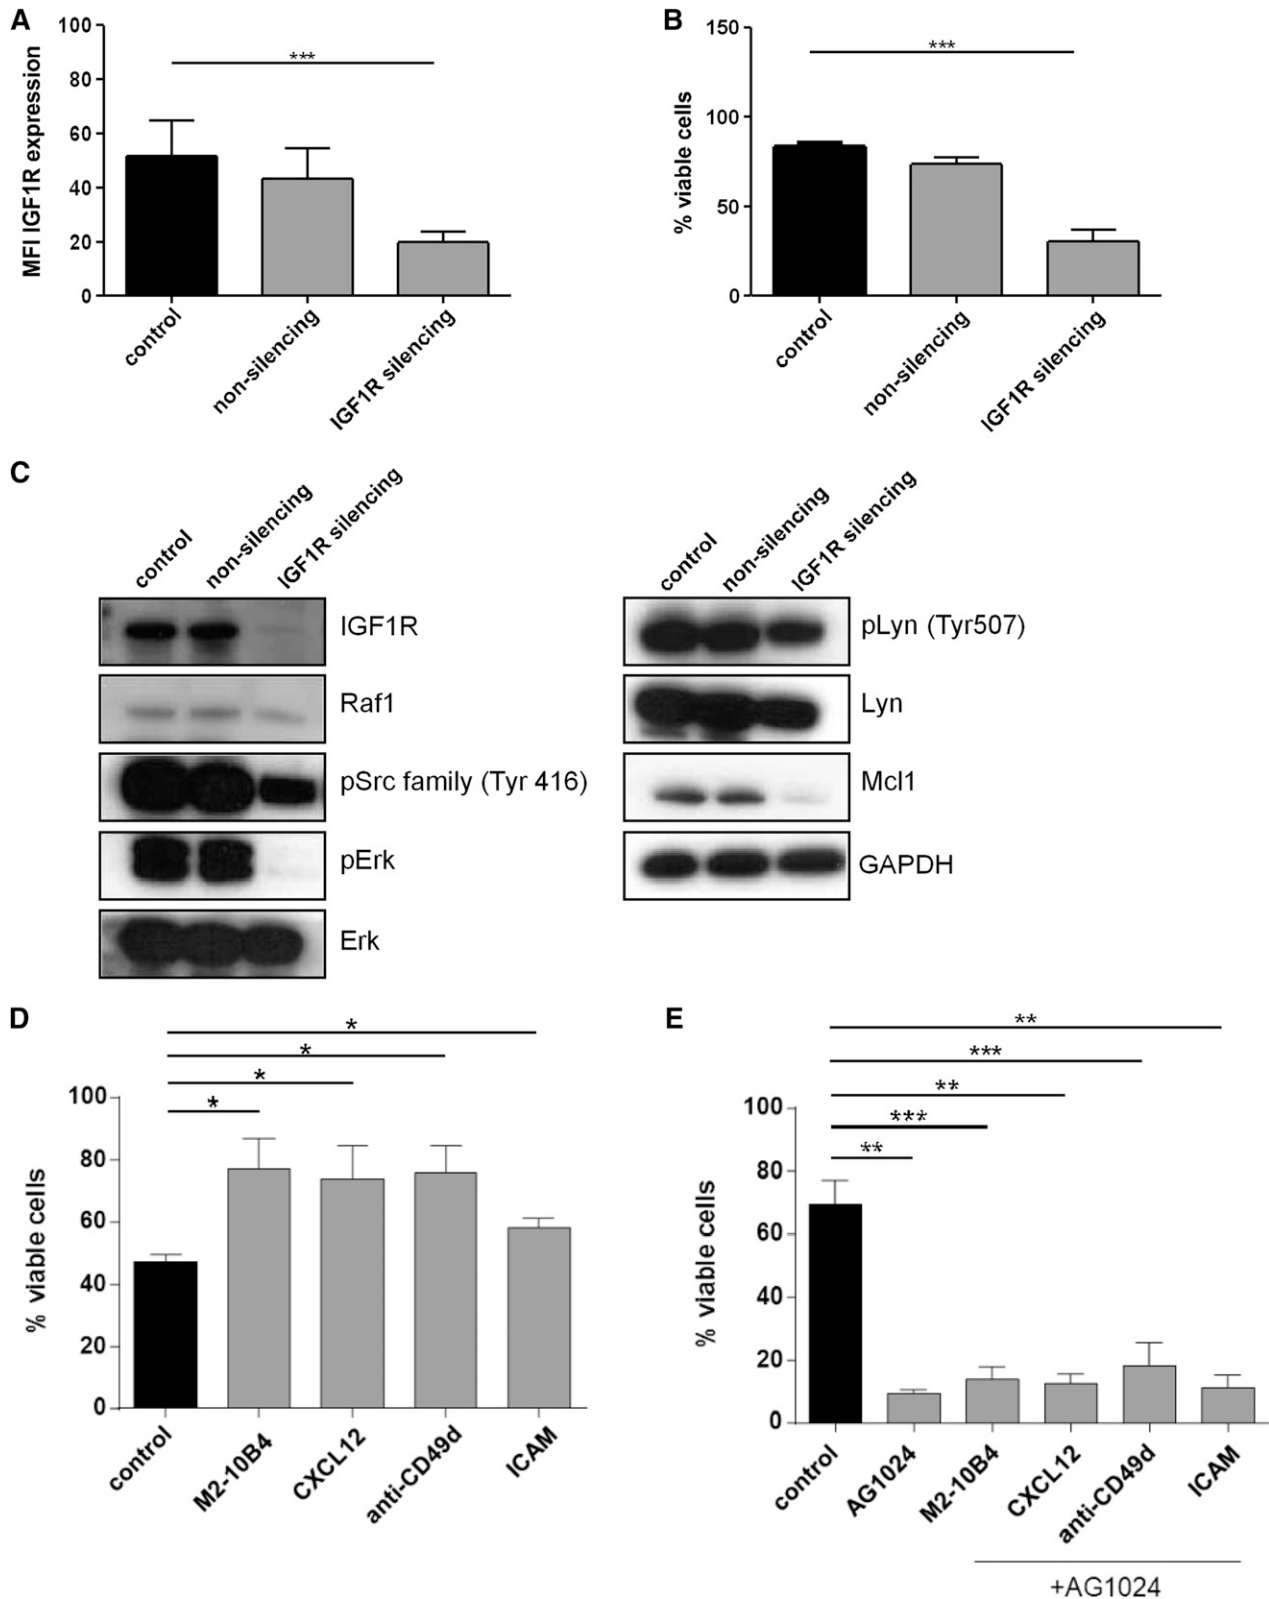 A
MFI IGF1R expression
100
80
60
40
20
0
***
control
non-silencing
IGF1R silencing
B
% viable cells
150
100
50
0
***
control
non-silencing
IGF1R silencing
C
control
non-silencing
IGF1R silencing
IGF1R
Raf1
pSrc family (Tyr 416)
pErk
Erk
control
non-silencing
IGF1R silencing
pLyn (Tyr507)
Lyn
Mcl1
GAPDH
D
*
*
*
*
% viable cells
100
80
60
40
20
0
control
M2-10B4
CXCL12
anti-CD49d
ICAM
E
**
***
**
***
**
% viable cells
100
80
60
40
20
0
control
AG1024
M2-10B4
CXCL12
anti-CD49d
ICAM
+AG1024